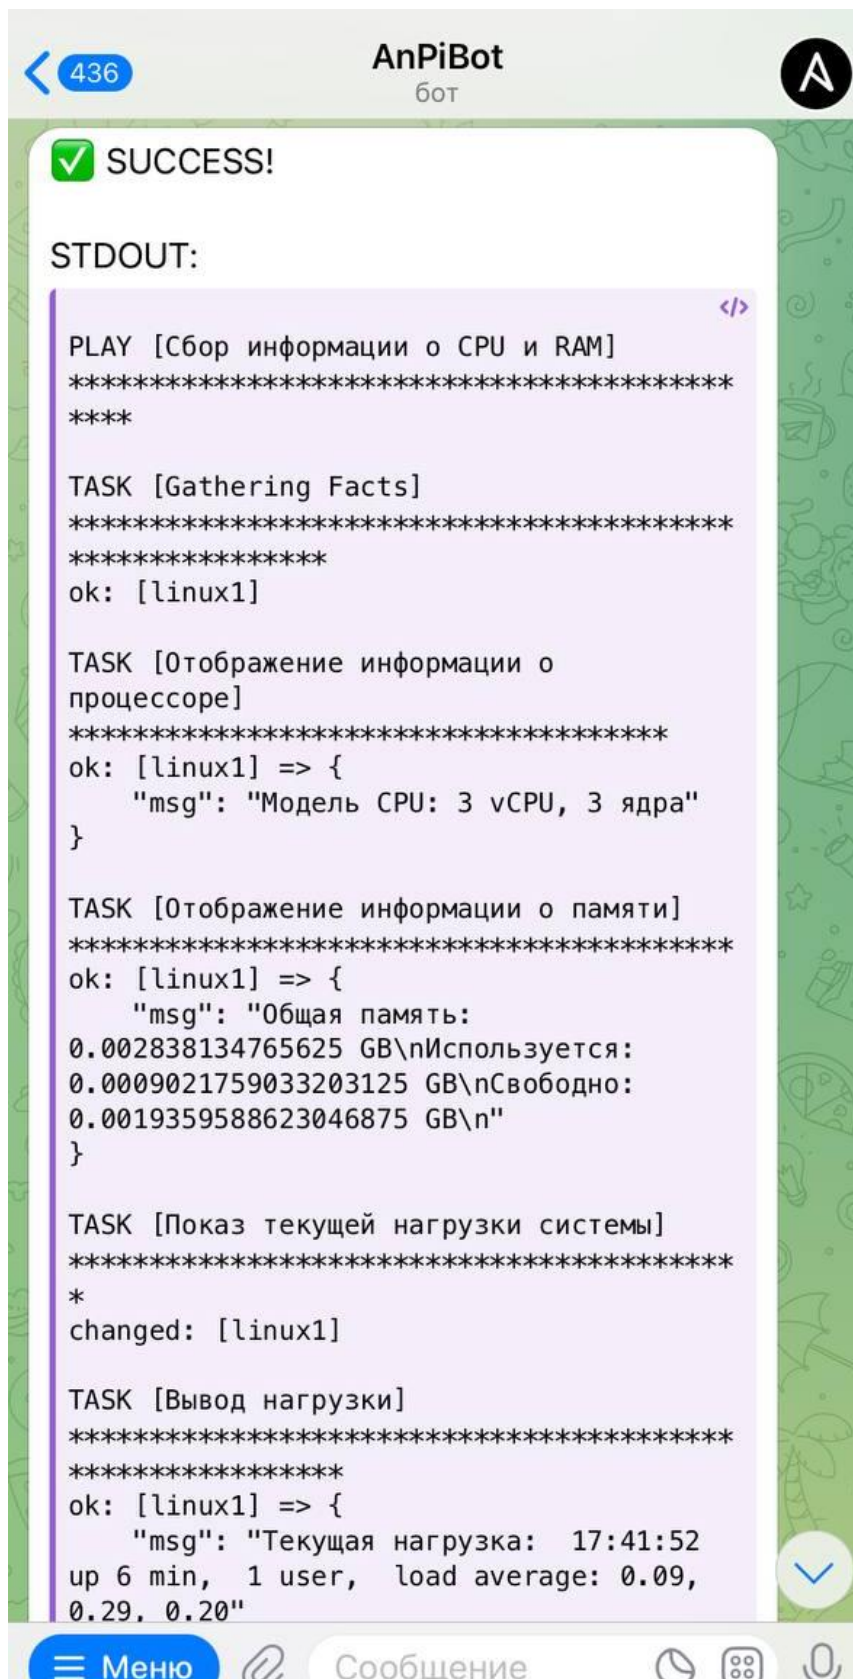 436
AnPiBot
бот
✅ SUCCESS!
STDOUT:
</>
PLAY [Сбор информации о CPU и RAM]
*****************************************
****
TASK [Gathering Facts]
*****************************************
****************
ok: [linux1]
TASK [Отображение информации о
процессоре]
*************************************
ok: [linux1] => {
"msg": "Модель CPU: 3 vCPU, 3 ядра"
}
TASK [Отображение информации о памяти]
*****************************************
ok: [linux1] => {
"msg": "Общая память:
0.002838134765625 GB\nИспользуется:
0.0009021759033203125 GB\nСвободно:
0.0019359588623046875 GB\n"
}
TASK [Показ текущей нагрузки системы]
*****************************************
*
changed: [linux1]
TASK [Вывод нагрузки]
*****************************************
*****************
ok: [linux1] => {
"msg": "Текущая нагрузка:  17:41:52
up 6 min,  1 user,  load average: 0.09,
0.29, 0.20"
Меню
Сообщение